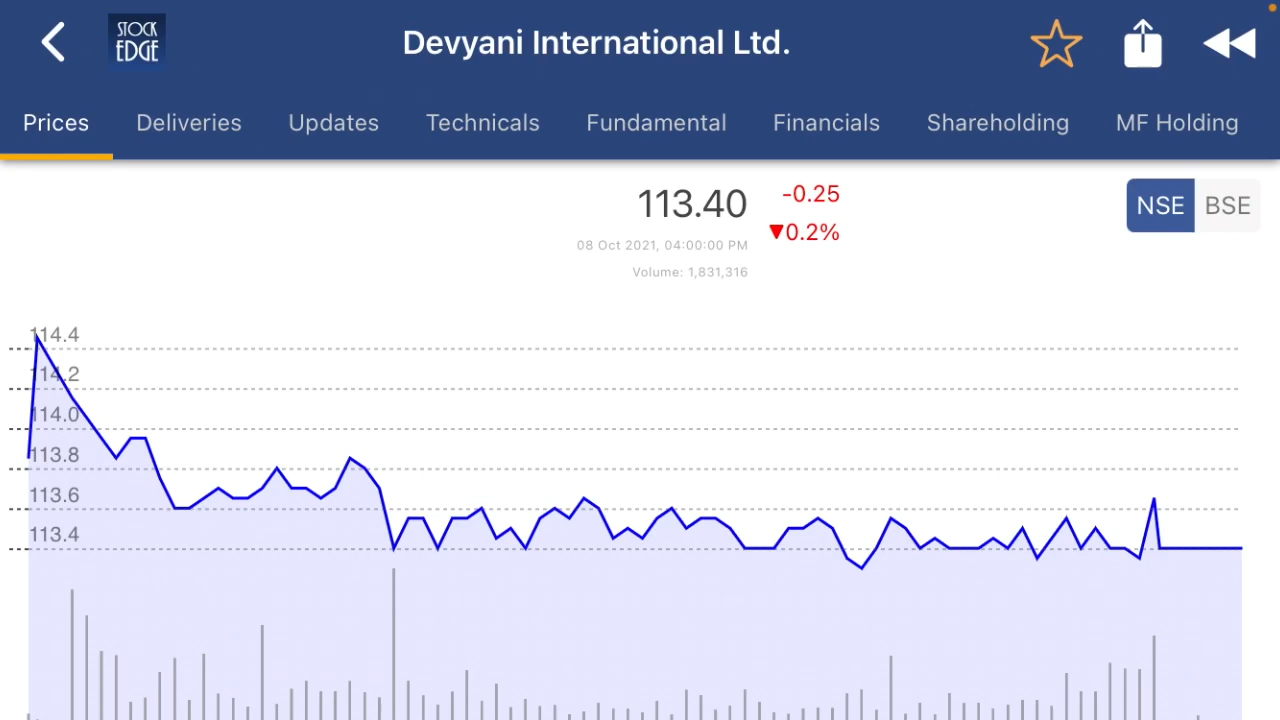 STOCK
EDGE
Devyani International Ltd.
Prices Deliveries Updates Technicals Fundamental Financials Shareholding MF Holding
113.40 -0.25
▼0.2%
NSE BSE
08 Oct 2021, 04:00:00 PM
Volume: 1,831,316
114.4
114.2
114.0
113.8
113.6
113.4